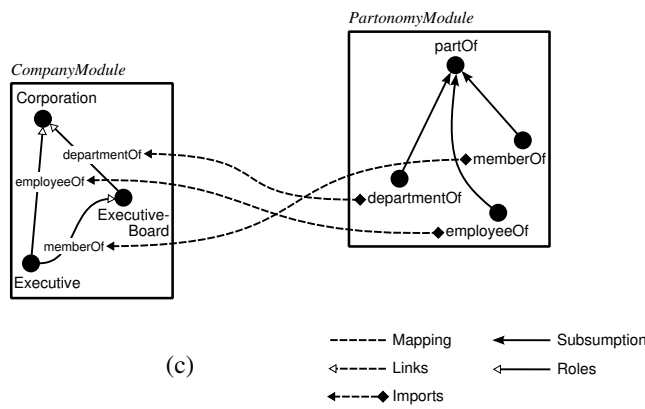 PartonomyModule
partOf
CompanyModule
Corporation
departmentOf
memberOf
employeeOf
departmentOf
Executive-
Board
employeeOf
memberOf
Executive
(c)
Mapping
Subsumption
Links
Roles
Imports